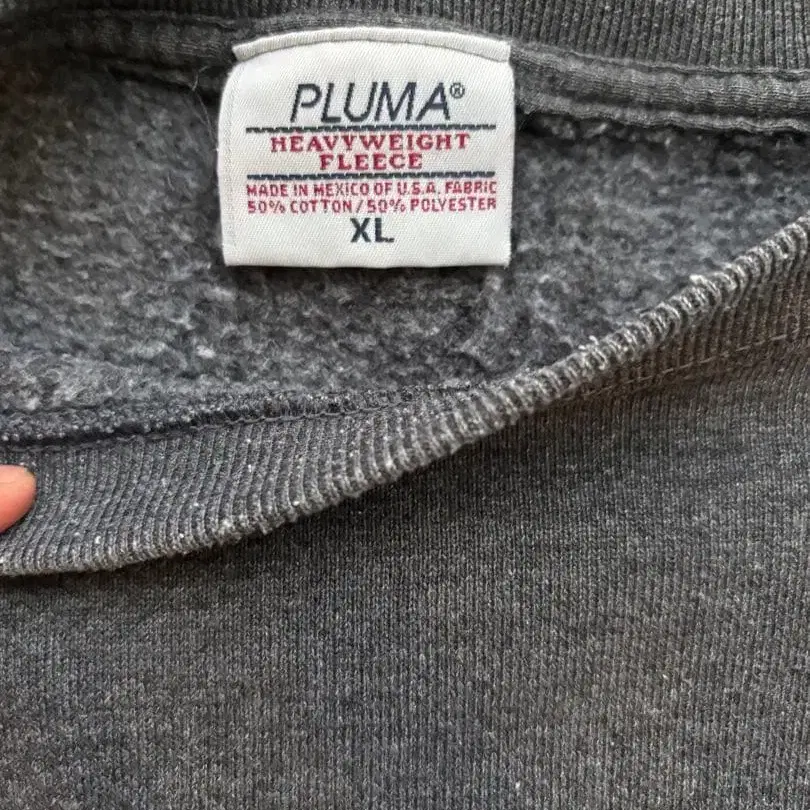 PLUMA®
HEAVYWEIGHT
FLEECE
MADE IN MEXICO OF U.S.A. FABRIC
50% COTTON / 50% POLYESTER
XL